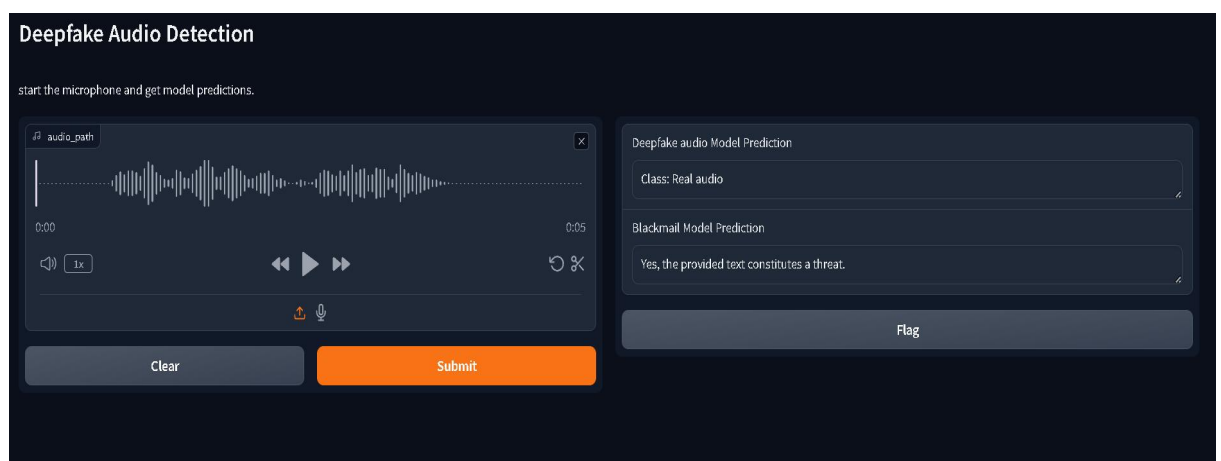 Deepfake Audio Detection
start the microphone and get model predictions.
audio_path
0:00
0:05
1x
Clear
Submit
Deepfake audio Model Prediction
Class: Real audio
Blackmail Model Prediction
Yes, the provided text constitutes a threat.
Flag